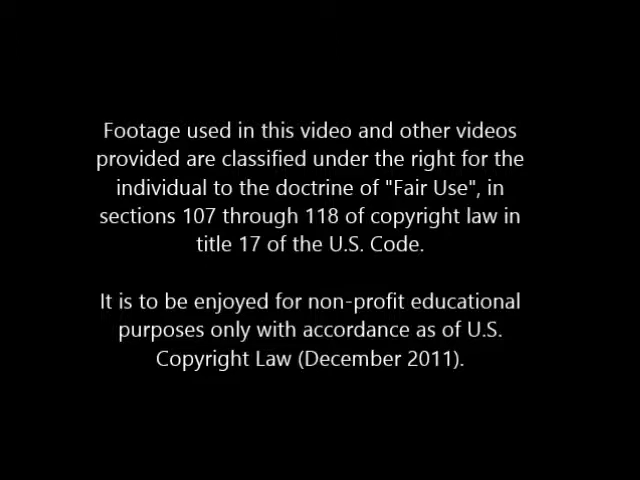 Footage used in this video and other videos
provided are classified under the right for the
individual to the doctrine of "Fair Use", in
sections 107 through 118 of copyright law in
title 17 of the U.S. Code.
It is to be enjoyed for non-profit educational
purposes only with accordance as of U.S.
Copyright Law (December 2011).